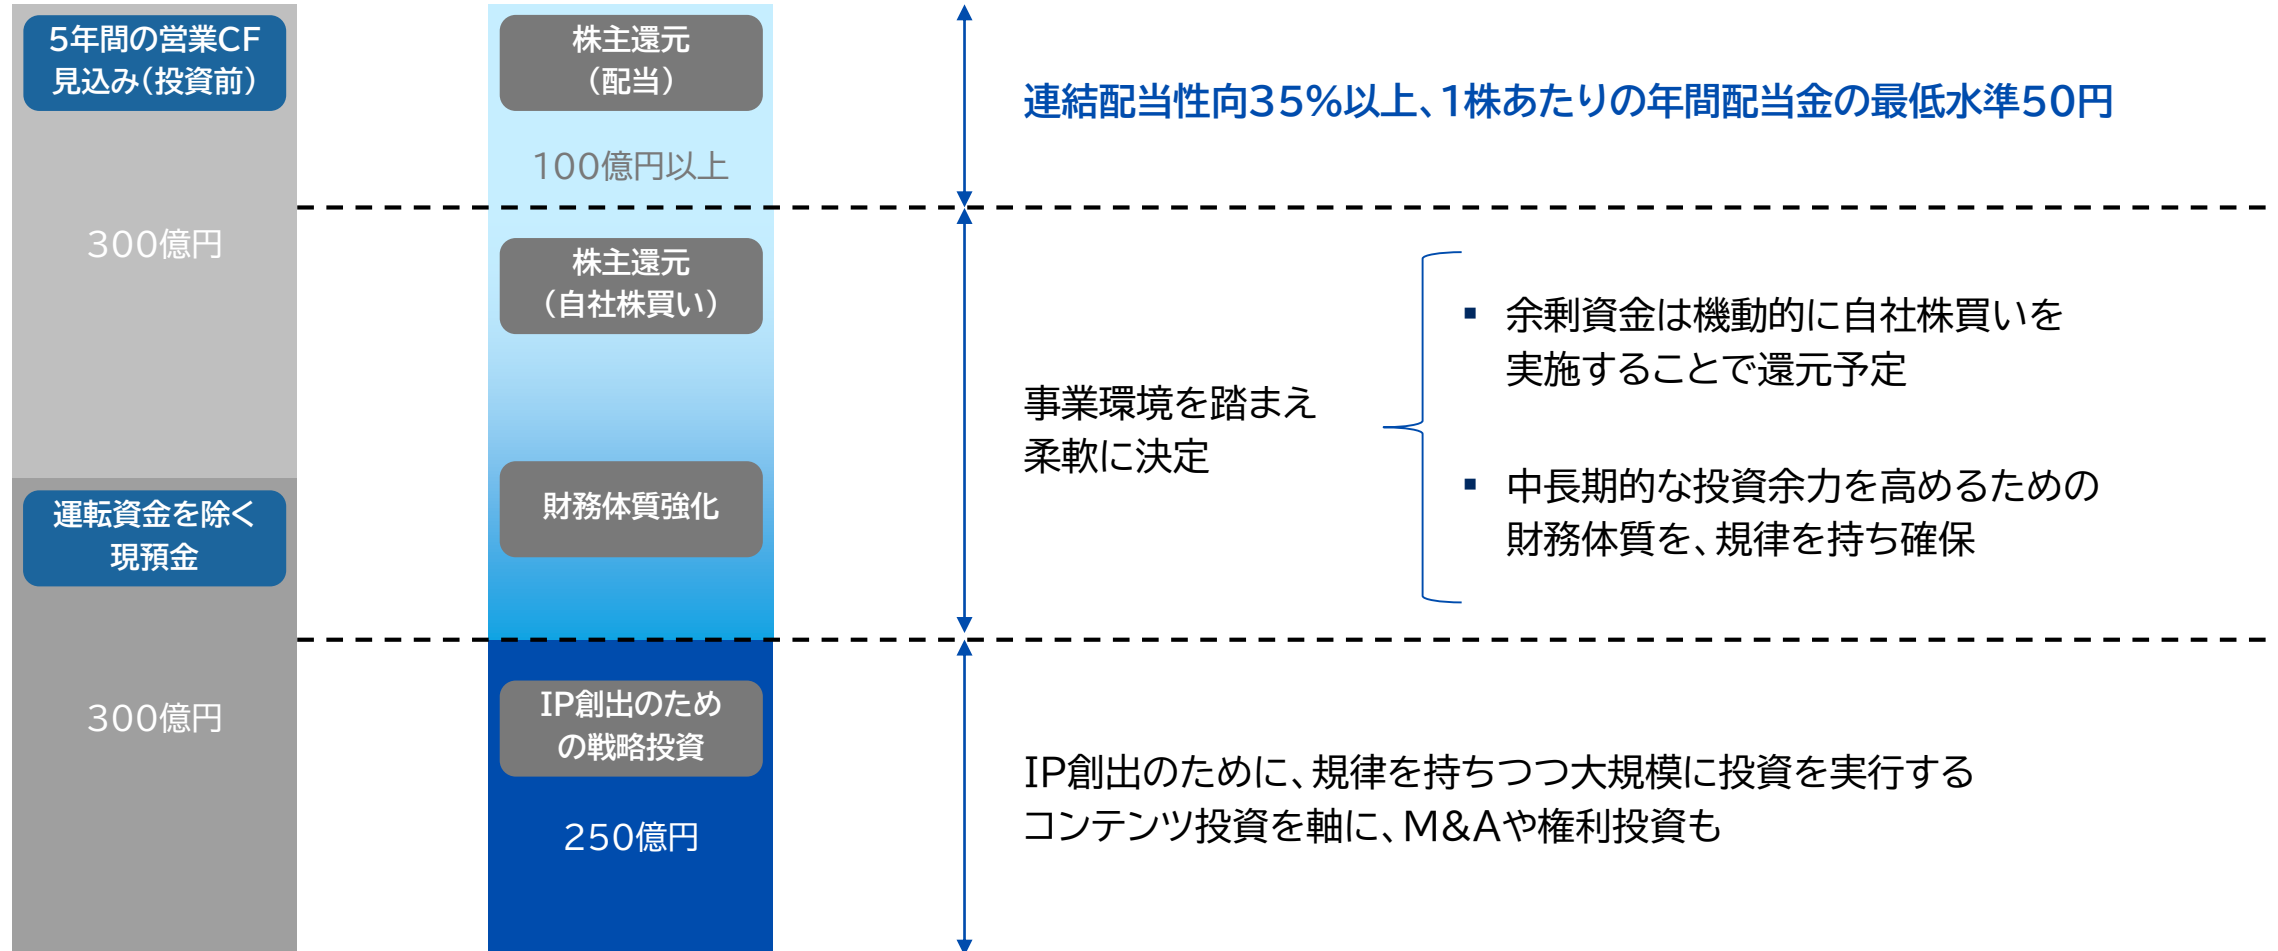 5年間の営業CF
見込み（投資前）
300億円
運転資金を除く
現預金
300億円
株主還元
（配当）
100億円以上
株主還元
（自社株買い）
財務体質強化
IP創出のため
の戦略投資
250億円
連結配当性向35%以上、1株あたりの年間配当金の最低水準50円
事業環境を踏まえ
柔軟に決定
▪ 余剰資金は機動的に自社株買いを
実施することで還元予定
▪ 中長期的な投資余力を高めるための
財務体質を、規律を持ち確保
IP創出のために、規律を持ちつつ大規模に投資を実行する
コンテンツ投資を軸に、M&Aや権利投資も